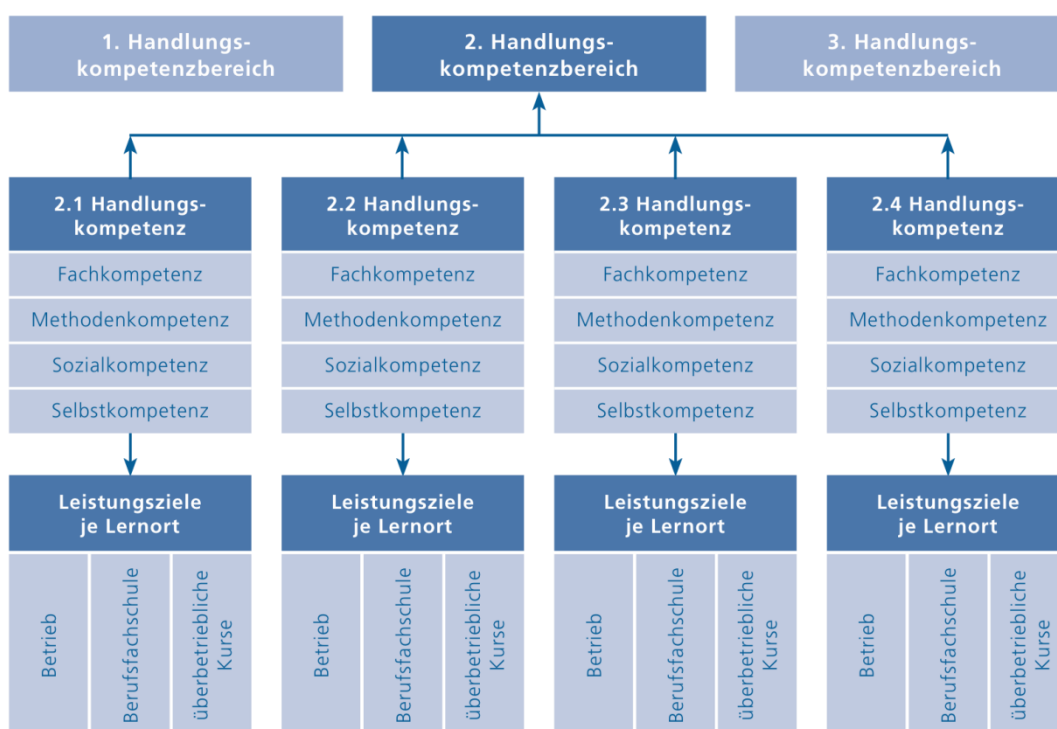 1. Handlungs-
kompetenzbereich
2. Handlungs-
kompetenzbereich
3. Handlungs-
kompetenzbereich
2.1 Handlungs-
kompetenz
Fachkompetenz
Methodenkompetenz
Sozialkompetenz
Selbstkompetenz
Leistungsziele
je Lernort
Betrieb
Berufsfachschule
überbetriebliche
Kurse
2.2 Handlungs-
kompetenz
Fachkompetenz
Methodenkompetenz
Sozialkompetenz
Selbstkompetenz
Leistungsziele
je Lernort
Betrieb
Berufsfachschule
überbetriebliche
Kurse
2.3 Handlungs-
kompetenz
Fachkompetenz
Methodenkompetenz
Sozialkompetenz
Selbstkompetenz
Leistungsziele
je Lernort
Betrieb
Berufsfachschule
überbetriebliche
Kurse
2.4 Handlungs-
kompetenz
Fachkompetenz
Methodenkompetenz
Sozialkompetenz
Selbstkompetenz
Leistungsziele
je Lernort
Betrieb
Berufsfachschule
überbetriebliche
Kurse